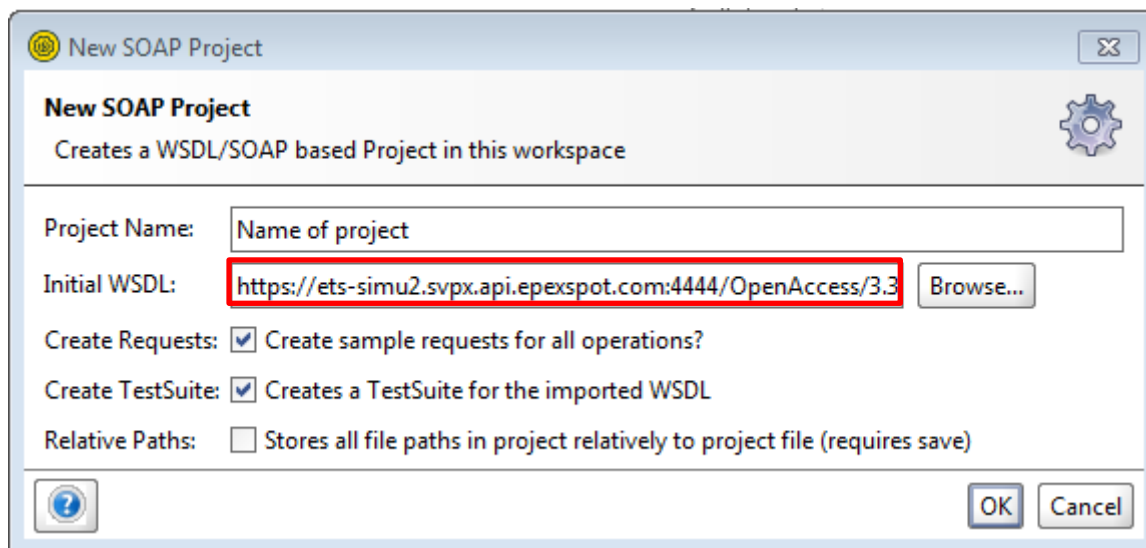 New SOAP Project
New SOAP Project
Creates a WSDL/SOAP based Project in this workspace
Project Name: Name of project
Initial WSDL: https://ets-simu2.svpx.api.epexspot.com:4444/OpenAccess/3.3 Browse...
Create Requests: Create sample requests for all operations?
Create TestSuite: Creates a TestSuite for the imported WSDL
Relative Paths: Stores all file paths in project relatively to project file (requires save)
OK Cancel